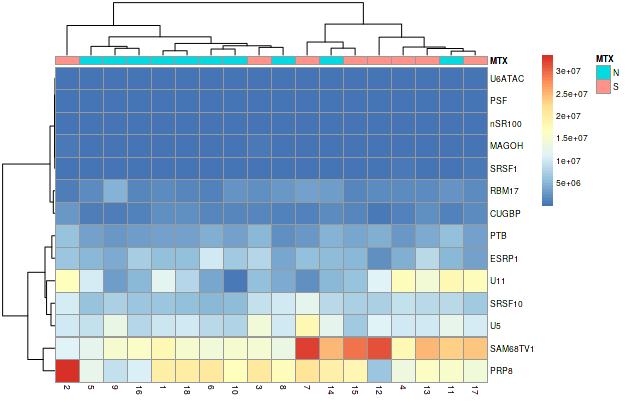 MTX
U6ATAC
PSF
nSR100
MAGOH
SRSF1
RBM17
CUGBP
PTB
ESRP1
U11
SRSF10
U5
SAM68TV1
PRP8
2 5 9 16 1 18 6 10 3 8 7 14 15 12 4 13 11 17
3e+07
2.5e+07
2e+07
1.5e+07
1e+07
5e+06
MTX
N
S